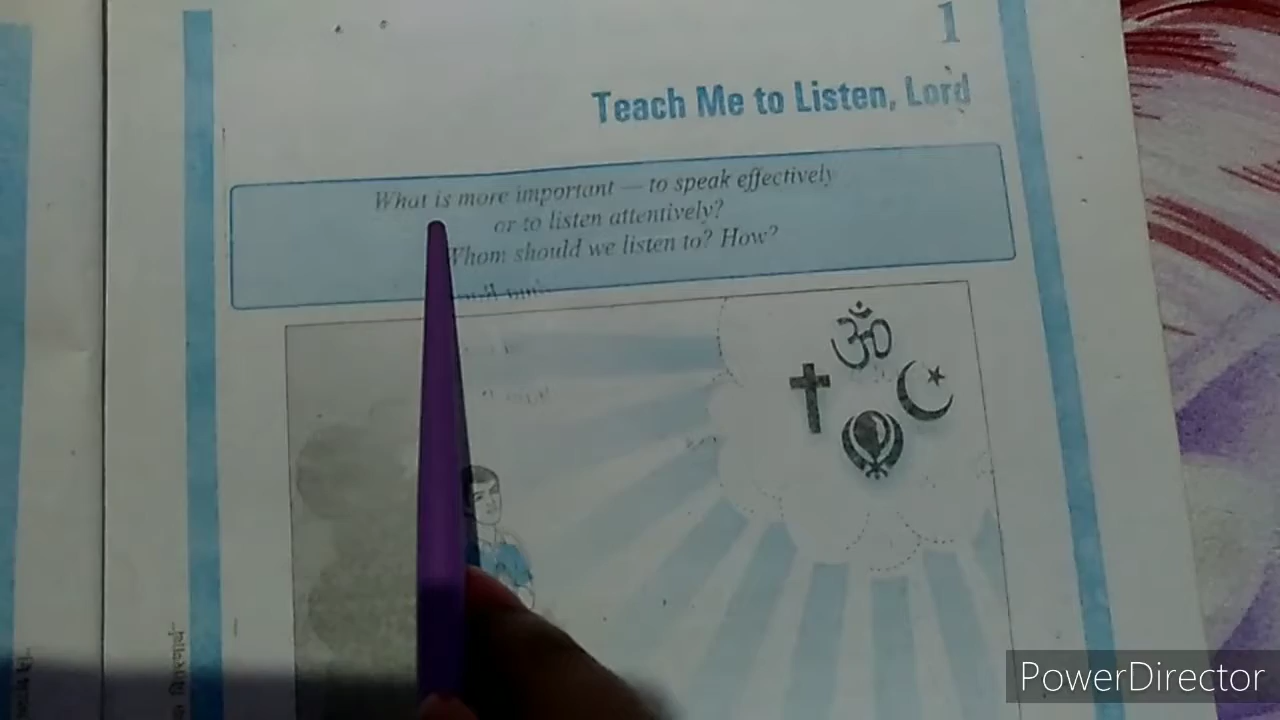 1
Teach Me to Listen, Lord
What is more important — to speak effectively
or to listen attentively?
Whom should we listen to? How?
ॐ
PowerDirector